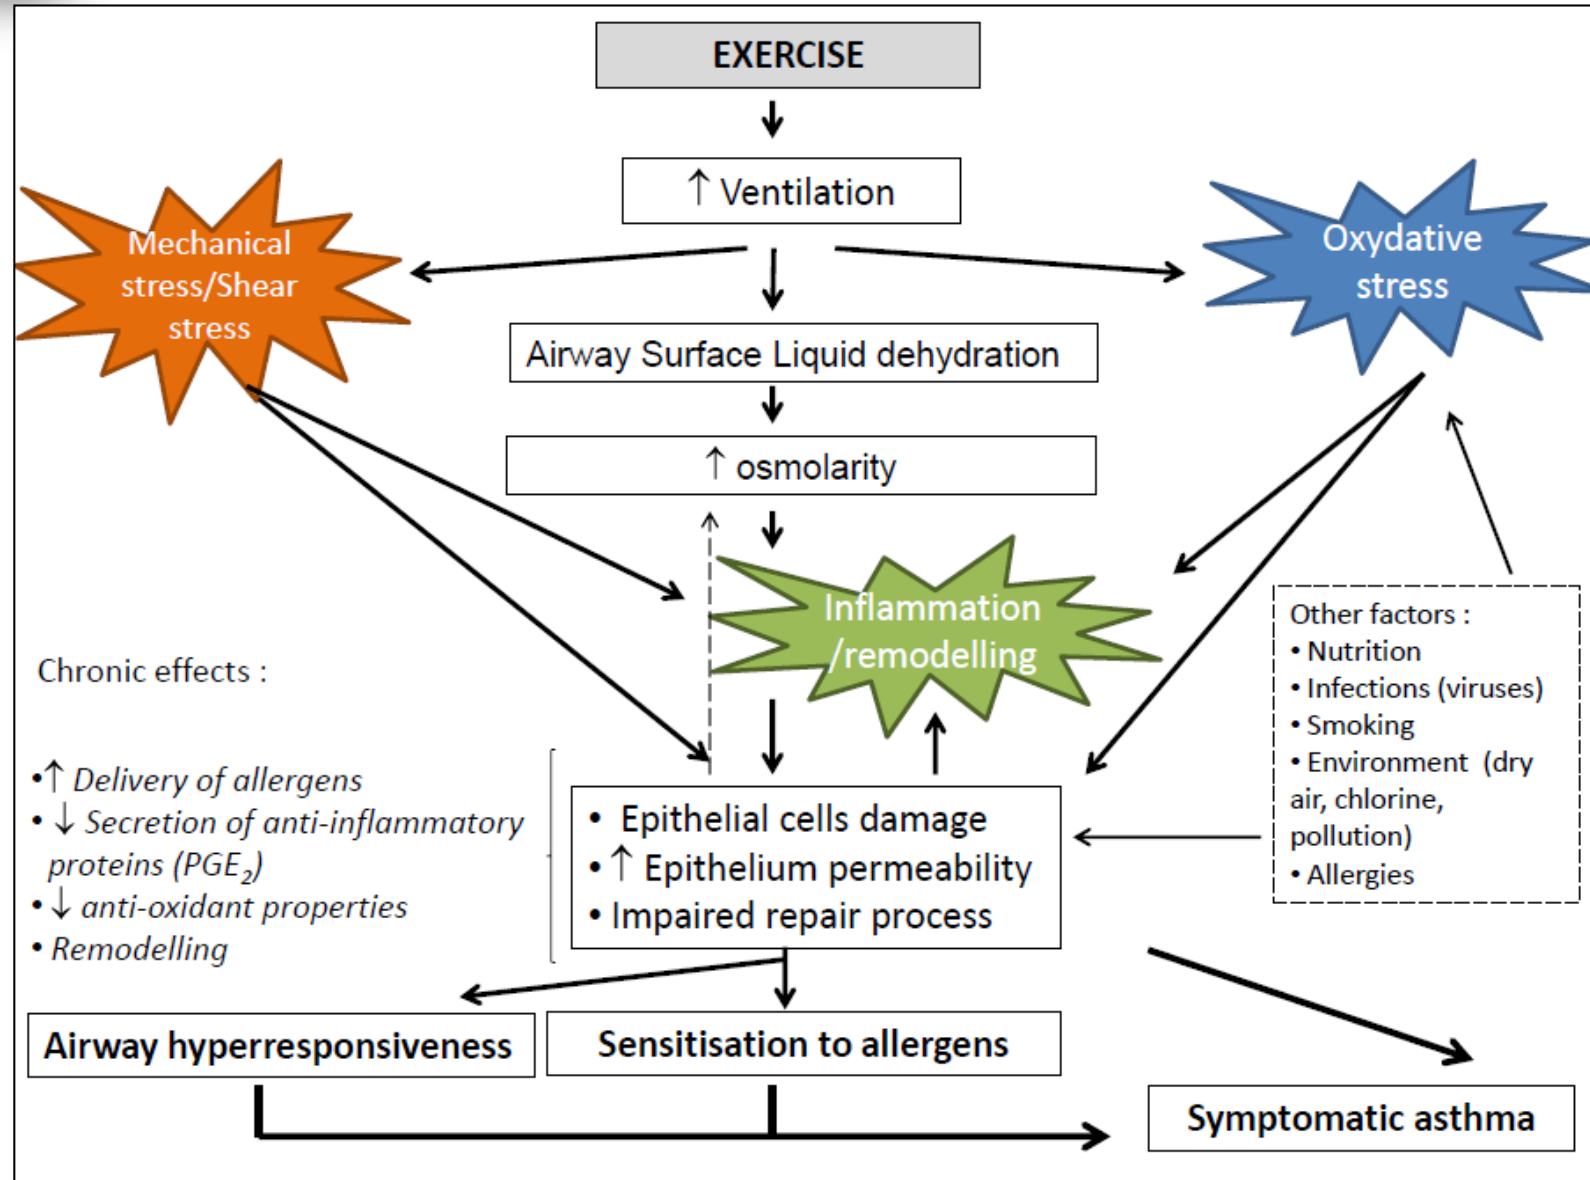 EXERCISE
↑ Ventilation
Mechanical
stress/Shear
stress
Oxydative
stress
Airway Surface Liquid dehydration
↑ osmolarity
Inflammation
/remodelling
Other factors :
• Nutrition
• Infections (viruses)
• Smoking
• Environment (dry
air, chlorine,
pollution)
• Allergies
Chronic effects :
•↑ Delivery of allergens
• ↓ Secretion of anti-inflammatory
proteins (PGE₂)
• ↓ anti-oxidant properties
• Remodelling
• Epithelial cells damage
• ↑ Epithelium permeability
• Impaired repair process
Airway hyperresponsiveness
Sensitisation to allergens
Symptomatic asthma